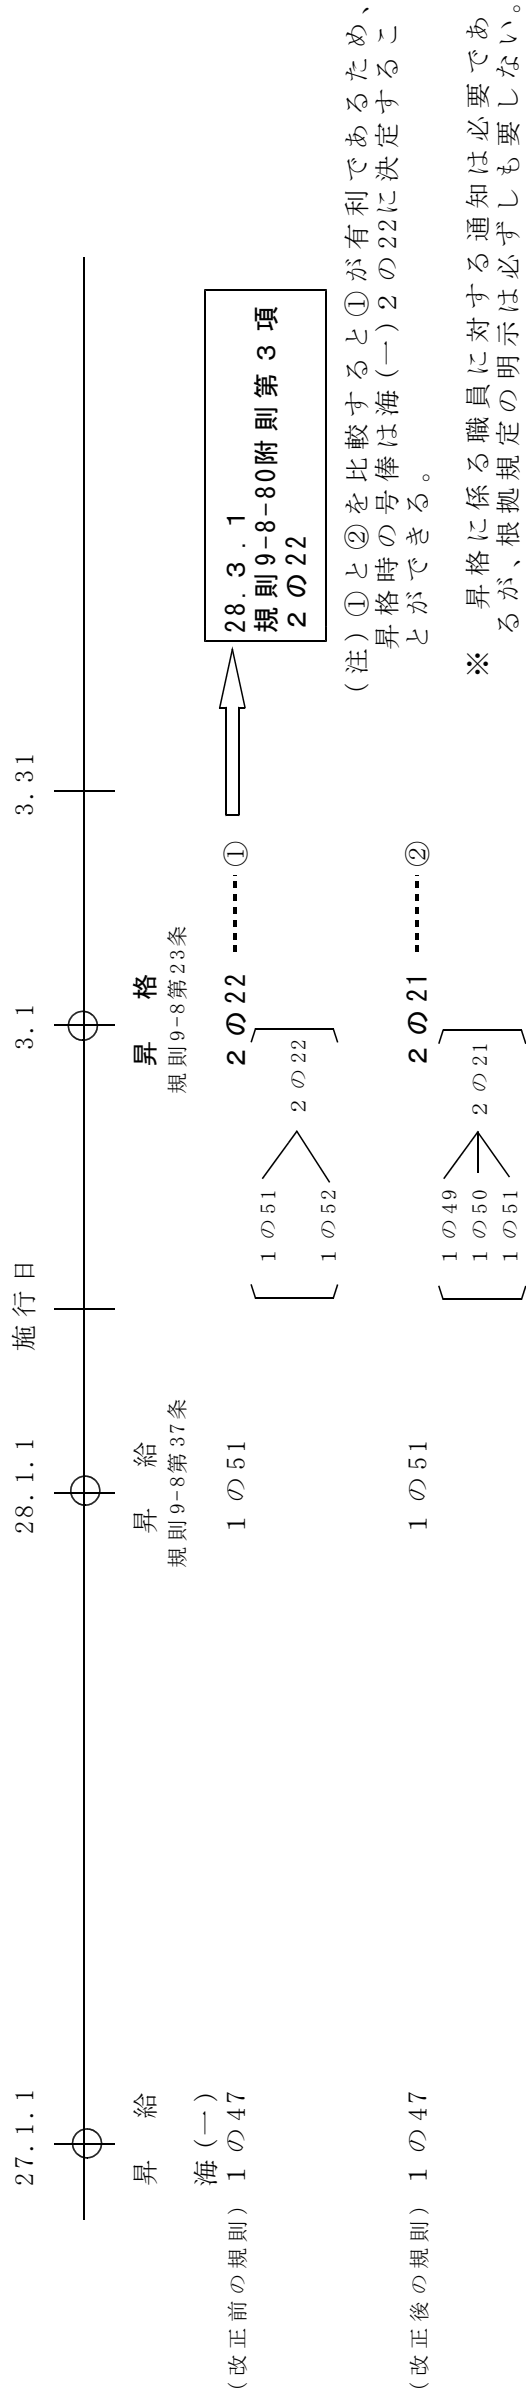 27.1.1　28.1.1　施行日　3.1　3.31
昇　給　昇　給　昇　格
規則9-8第37条　規則9-8第23条
海(一)
(改正前の規則)　1の47　1の51　2の22　①
1の51
1の52
2の22
28.3.1
規則9-8-80附則第3項
2の22
(改正後の規則)　1の47　1の51　2の21　②
1の49
1の50
1の51
2の21
(注)①と②を比較すると①が有利であるため、
昇格時の号俸は海(一)2の22に決定するこ
とができる。
※　昇格に係る職員に対する通知は必要であ
るが、根拠規定の明示は必ずしも要しない。